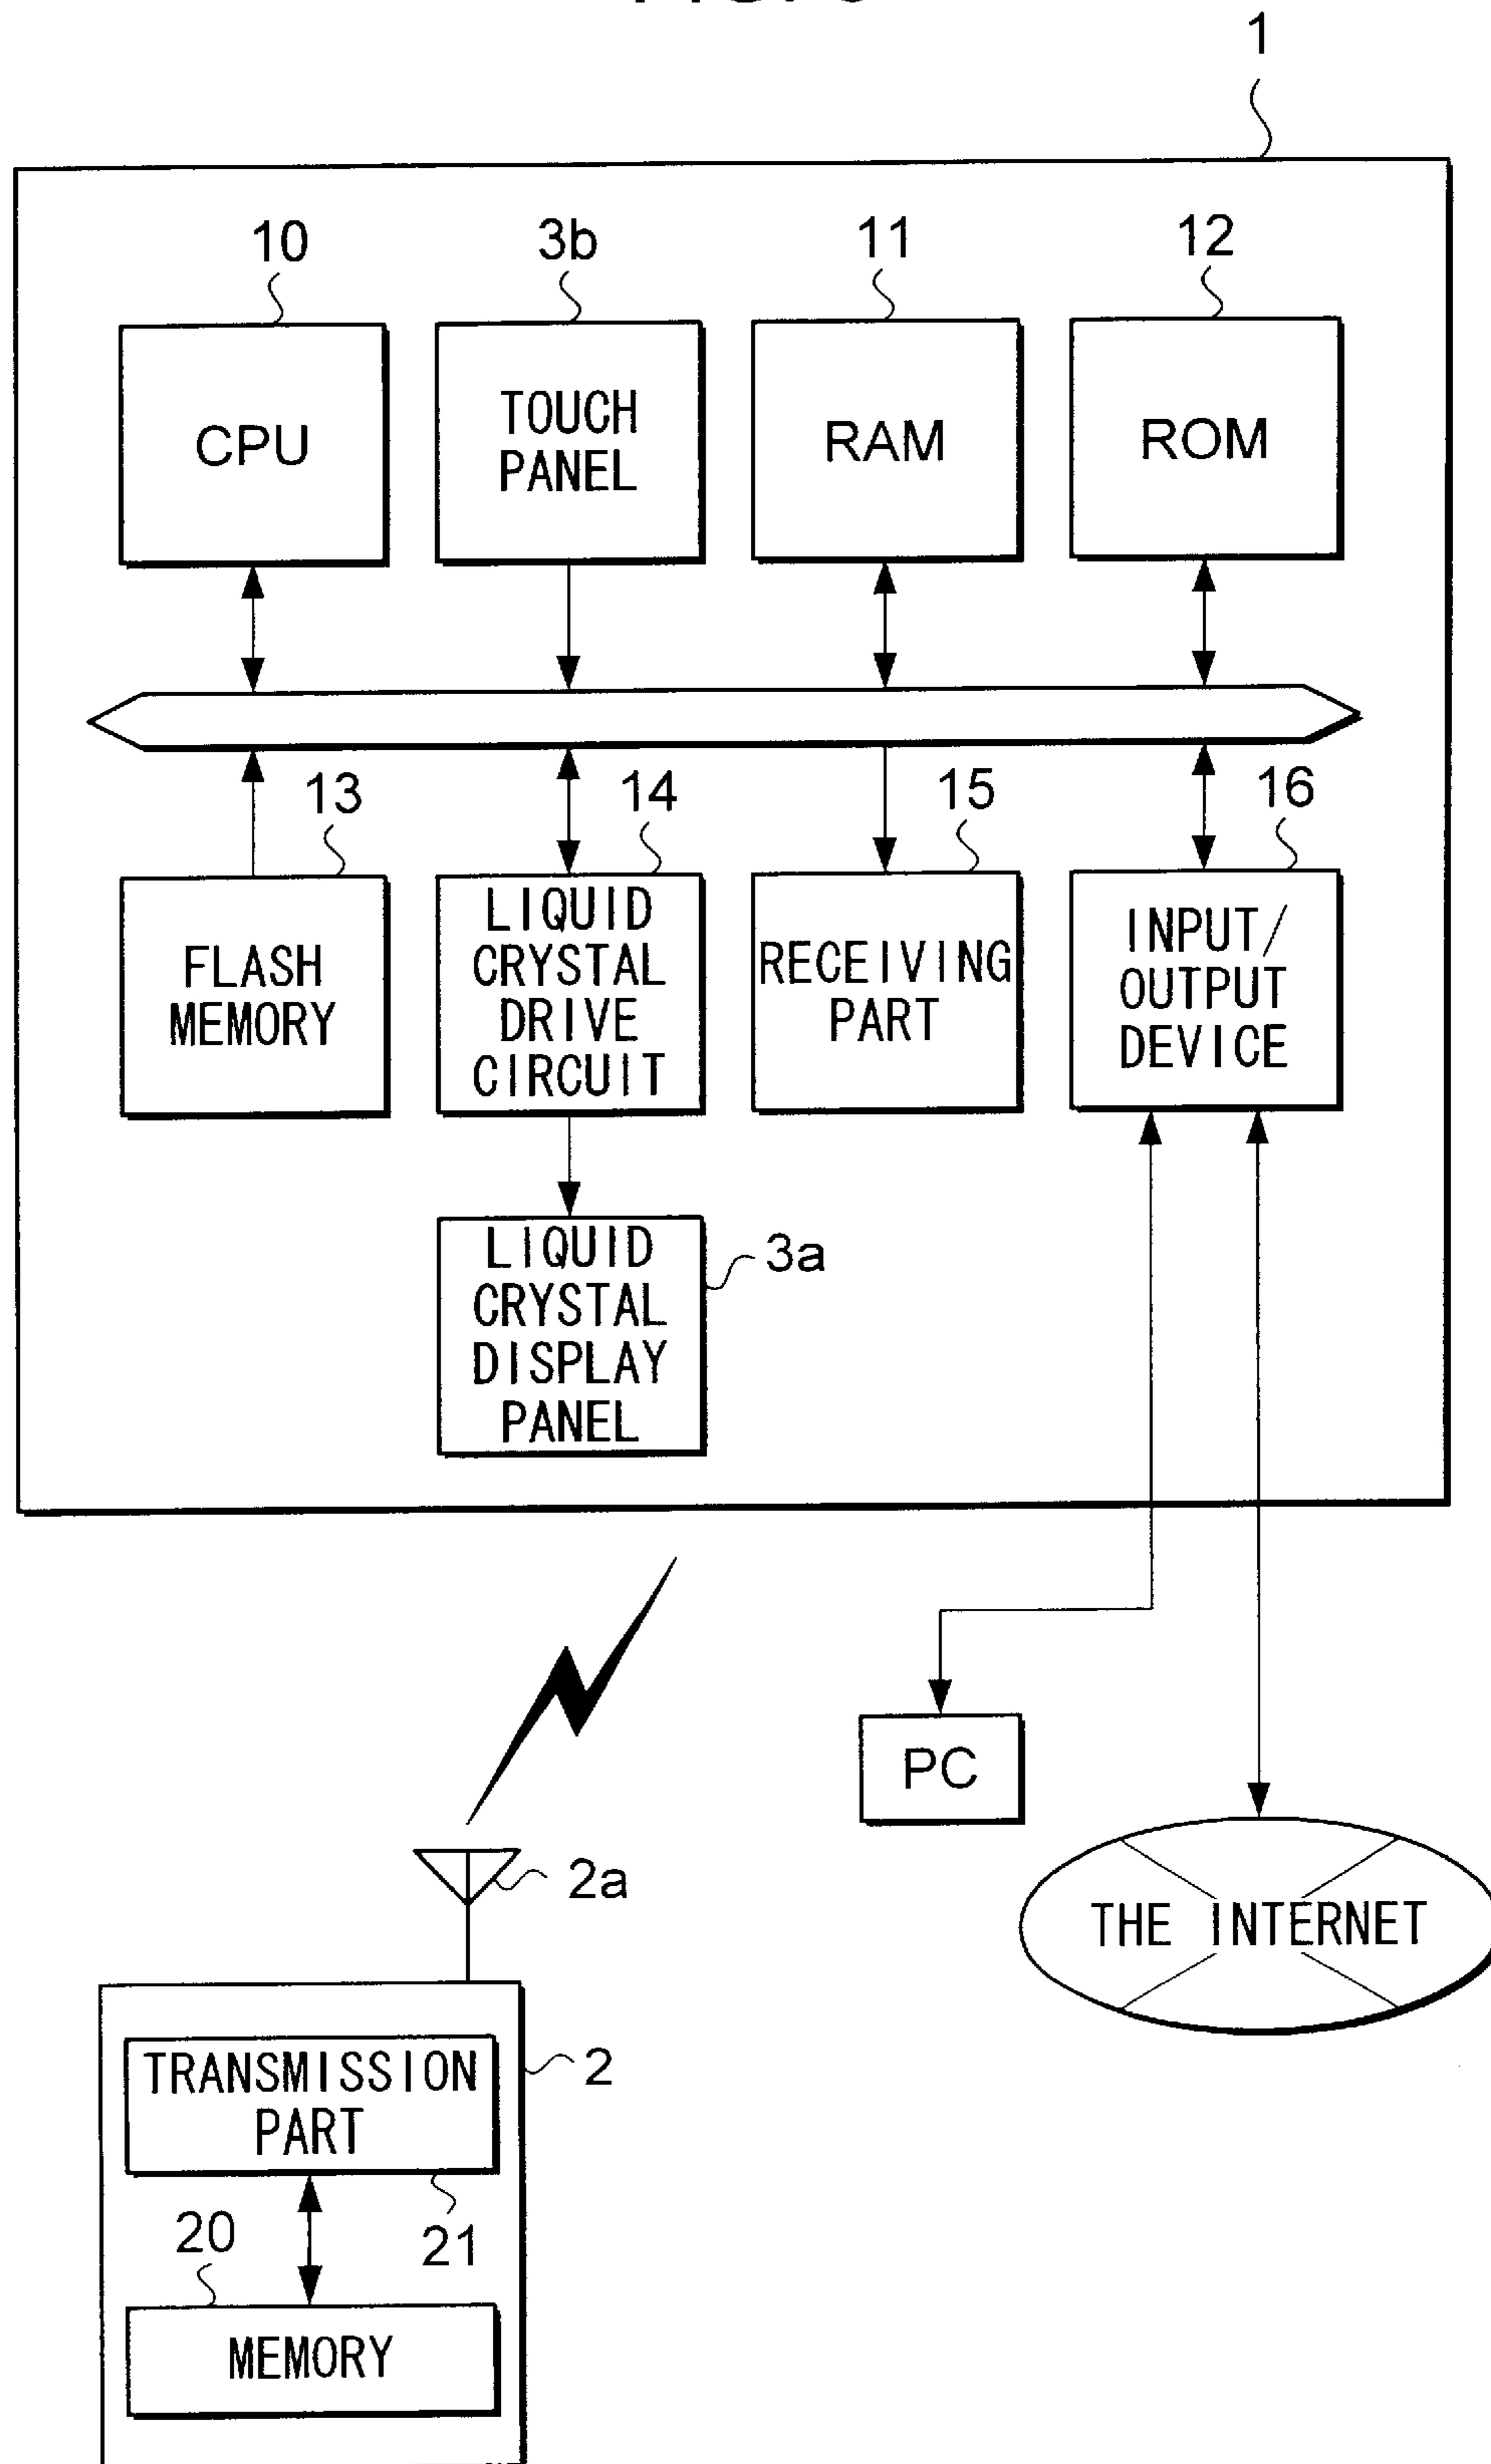 1
10
3b
11
12
CPU
TOUCH
PANEL
RAM
ROM
13
14
15
16
FLASH
MEMORY
LIQUID
CRYSTAL
DRIVE
CIRCUIT
RECEIVING
PART
INPUT/
OUTPUT
DEVICE
LIQUID
CRYSTAL
DISPLAY
PANEL
3a
PC
2a
THE INTERNET
TRANSMISSION
PART
2
20
21
MEMORY